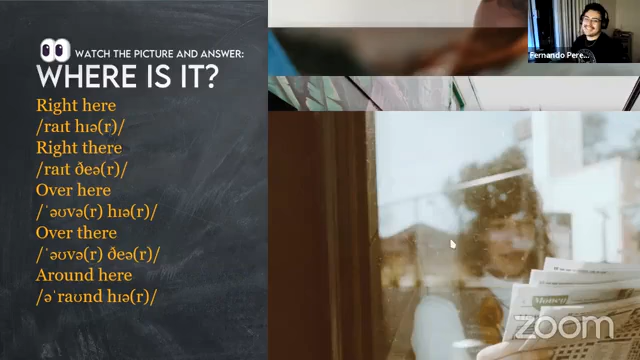 WATCH THE PICTURE AND ANSWER:
WHERE IS IT?
Right here
/raɪt hɪə(r)/
Right there
/raɪt ðeə(r)/
Over here
/ˈəʊvə(r) hɪə(r)/
Over there
/ˈəʊvə(r) ðeə(r)/
Around here
/əˈraʊnd hɪə(r)/
Fernando Pere...
Money
zoom